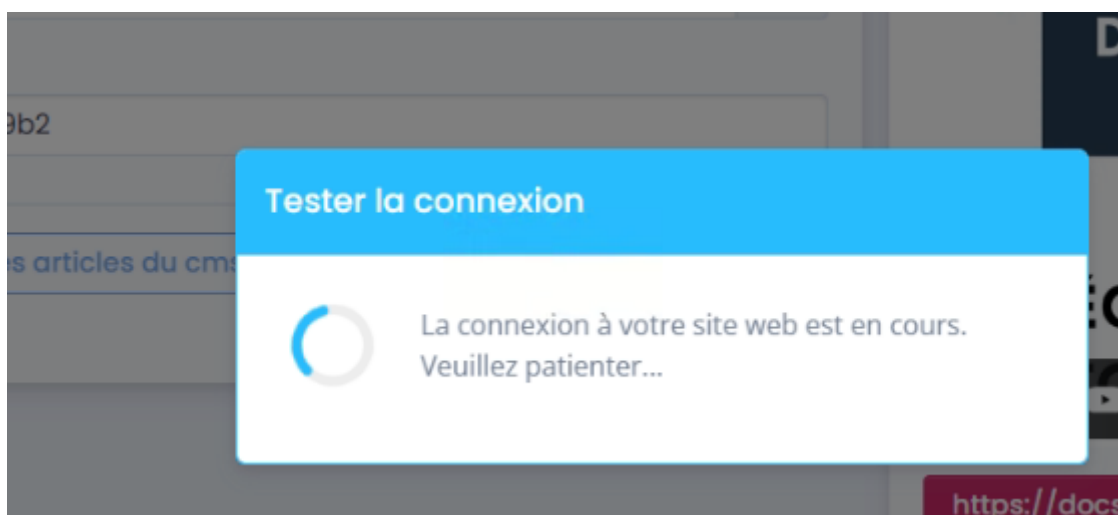 D
9b2
Tester la connexion
es articles du cms
La connexion à votre site web est en cours.
Veuillez patienter...
https://docs